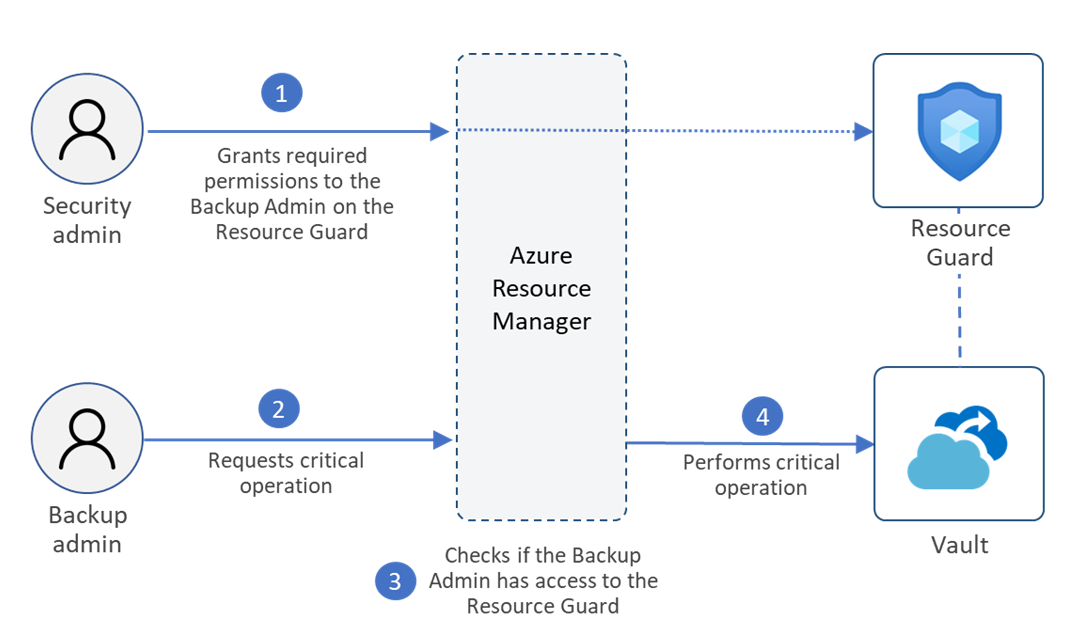 1
Grants required
permissions to the
Backup Admin on the
Resource Guard
Security
admin
Azure
Resource
Manager
Resource
Guard
2
Requests critical
operation
Backup
admin
3
Checks if the Backup
Admin has access to the
Resource Guard
4
Performs critical
operation
Vault